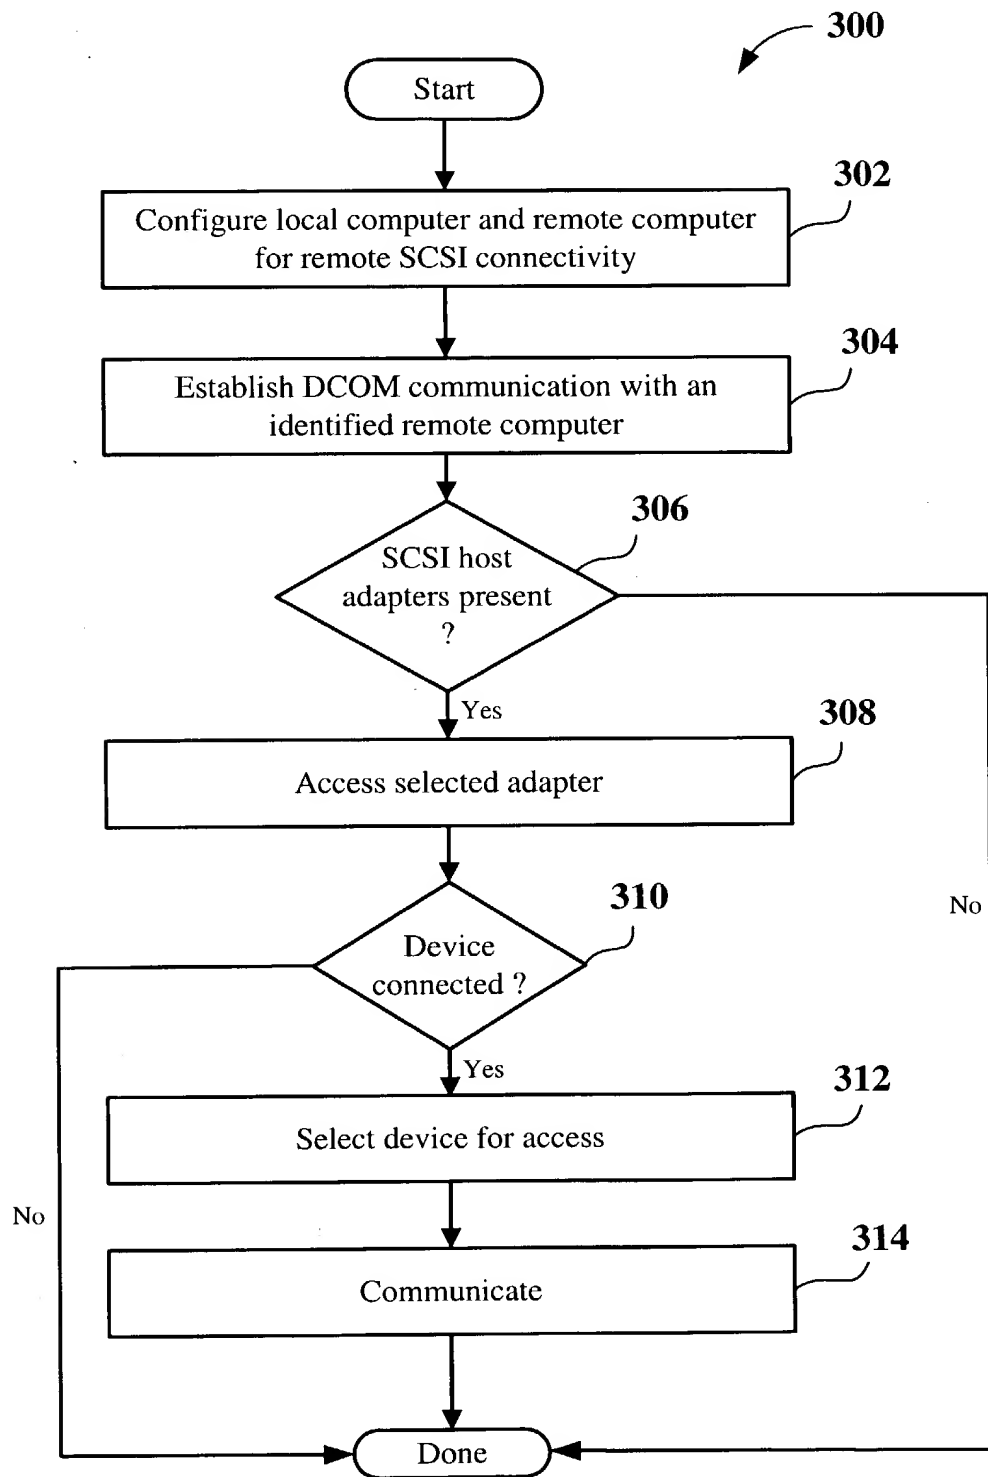 300
Start
302
Configure local computer and remote computer
for remote SCSI connectivity
304
Establish DCOM communication with an
identified remote computer
306
SCSI host
adapters present
?
Yes
308
Access selected adapter
310
No
Device
connected ?
Yes
312
Select device for access
No
314
Communicate
Done